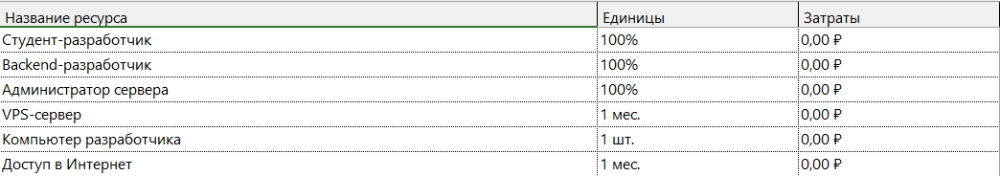 Название ресурса Единицы Затраты
Студент-разработчик 100% 0,00 ₽
Backend-разработчик 100% 0,00 ₽
Администратор сервера 100% 0,00 ₽
VPS-сервер 1 мес. 0,00 ₽
Компьютер разработчика 1 шт. 0,00 ₽
Доступ в Интернет 1 мес. 0,00 ₽